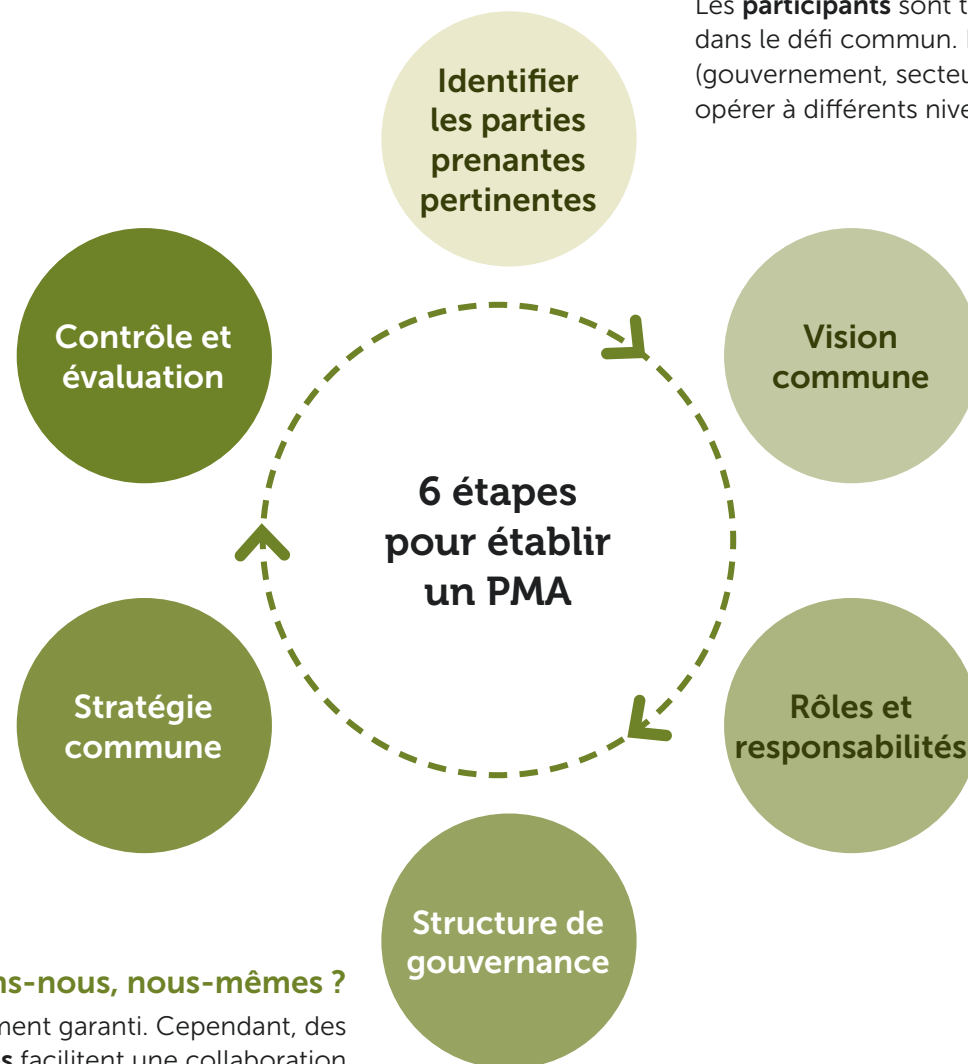 Les participants sont t
dans le défi commun.
(gouvernement, secteu
opérer à différents nive
Identifier
les parties
prenantes
pertinentes
Vision
commune
Rôles et
responsabilités
Structure de
gouvernance
Stratégie
commune
Contrôle et
évaluation
6 étapes
pour établir
un PMA
ns-nous, nous-mêmes ?
ment garanti. Cependant, des
s facilitent une collaboration